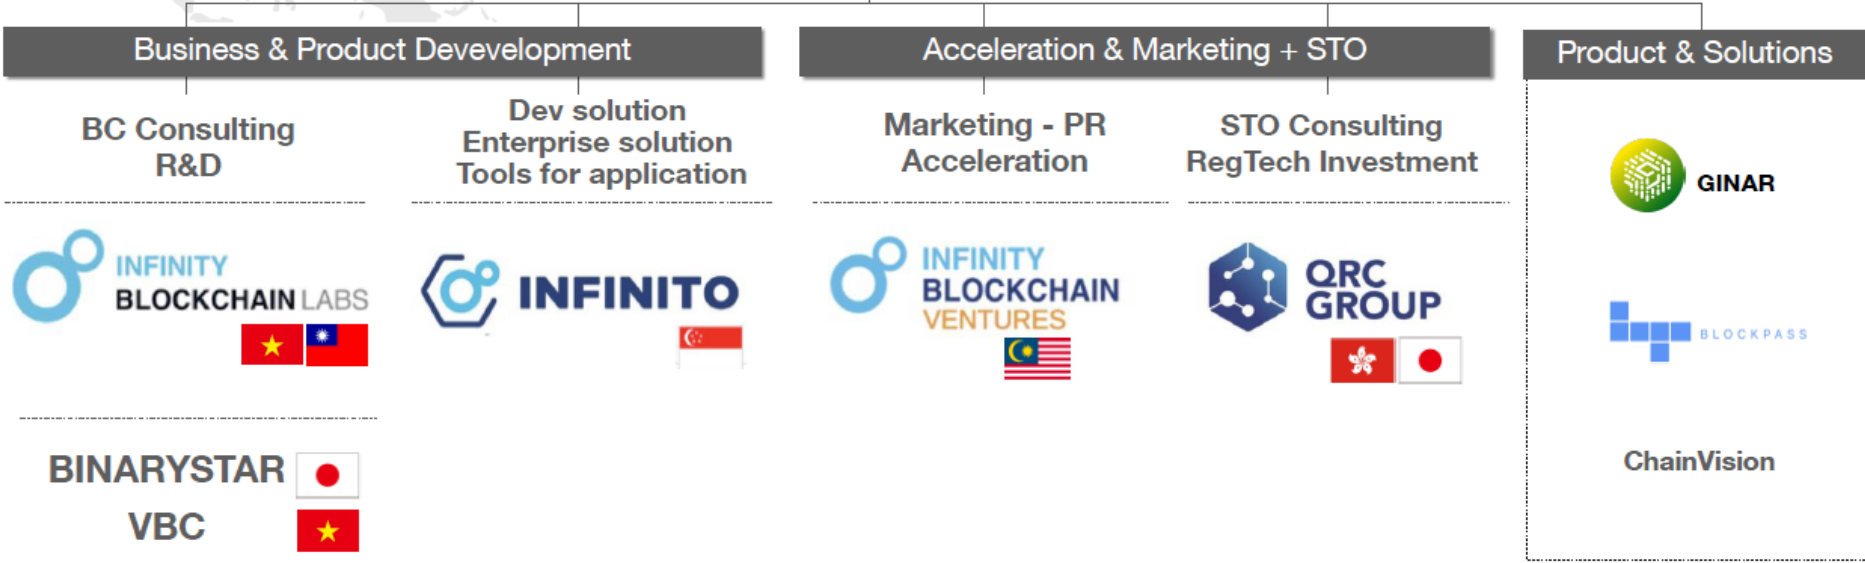 Business & Product Devevelopment
Acceleration & Marketing + STO
Product & Solutions
BC Consulting
R&D
Dev solution
Enterprise solution
Tools for application
Marketing - PR
Acceleration
STO Consulting
RegTech Investment
INFINITY
BLOCKCHAIN LABS
INFINITO
INFINITY
BLOCKCHAIN
VENTURES
QRC
GROUP
GINAR
BLOCKPASS
ChainVision
BINARYSTAR
VBC